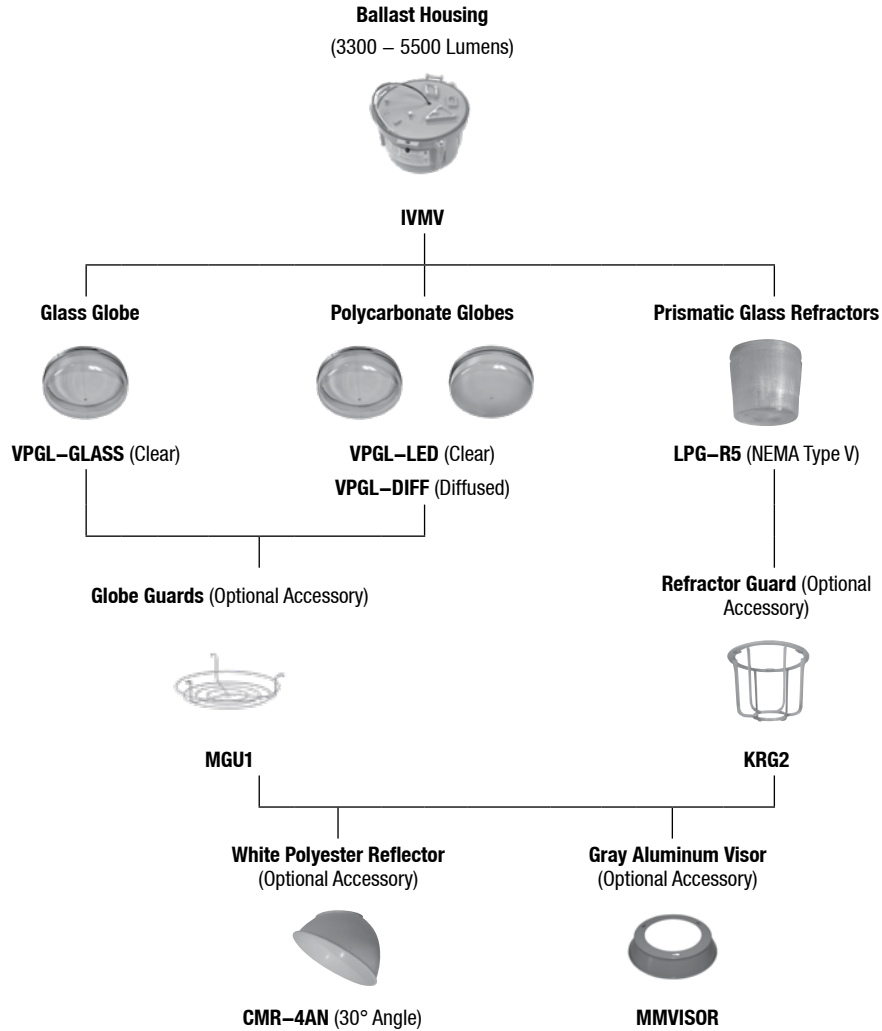 Ballast Housing
(3300 – 5500 Lumens)
IVMV
Glass Globe
Polycarbonate Globes
Prismatic Glass Refractors
VPGL–GLASS (Clear)
VPGL–LED (Clear)
LPG–R5 (NEMA Type V)
VPGL–DIFF (Diffused)
Globe Guards (Optional Accessory)
Refractor Guard (Optional
Accessory)
MGU1
KRG2
White Polyester Reflector
(Optional Accessory)
Gray Aluminum Visor
(Optional Accessory)
CMR–4AN (30° Angle)
MMVISOR